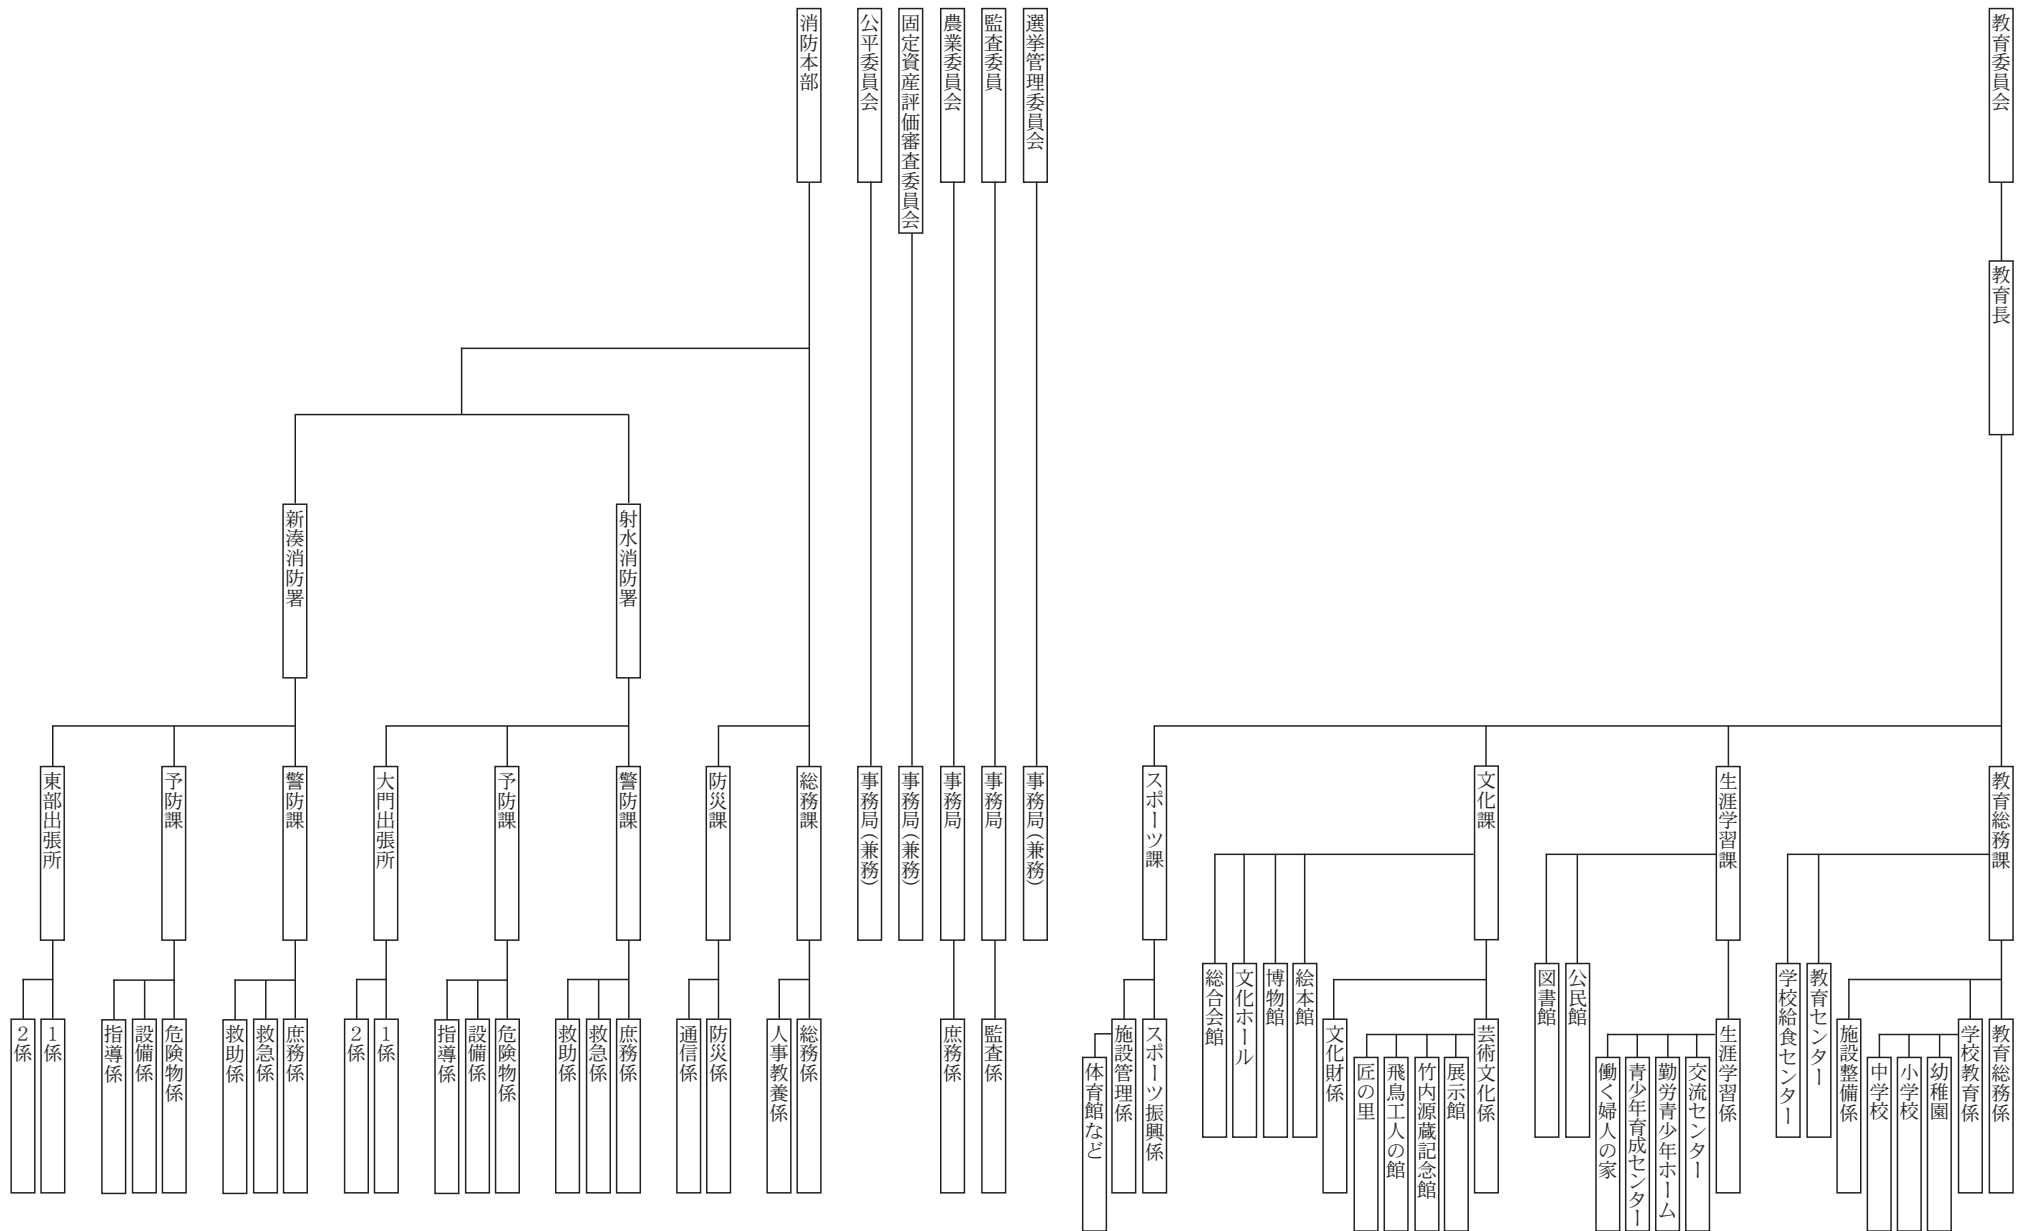 教育委員会
教育長
教育総務課
教育総務係
学校教育係
幼稚園
小学校
中学校
施設整備係
教育センター
学校給食センター
生涯学習課
生涯学習係
交流センター
勤労青少年ホーム
青少年育成センター
働く婦人の家
公民館
図書館
文化課
芸術文化係
展示館
竹内源蔵記念館
飛鳥工人の館
匠の里
文化財係
絵本館
博物館
文化ホール
総合会館
スポーツ課
スポーツ振興係
施設管理係
体育館など
選挙管理委員会
事務局(兼務)
監査委員
事務局
監査係
農業委員会
事務局
庶務係
固定資産評価審査委員会
事務局(兼務)
公平委員会
事務局(兼務)
消防本部
総務課
総務係
人事教養係
防災課
防災係
通信係
射水消防署
警防課
庶務係
救急係
救助係
予防課
危険物係
設備係
指導係
大門出張所
1係
2係
新湊消防署
警防課
庶務係
救急係
救助係
予防課
危険物係
設備係
指導係
東部出張所
1係
2係